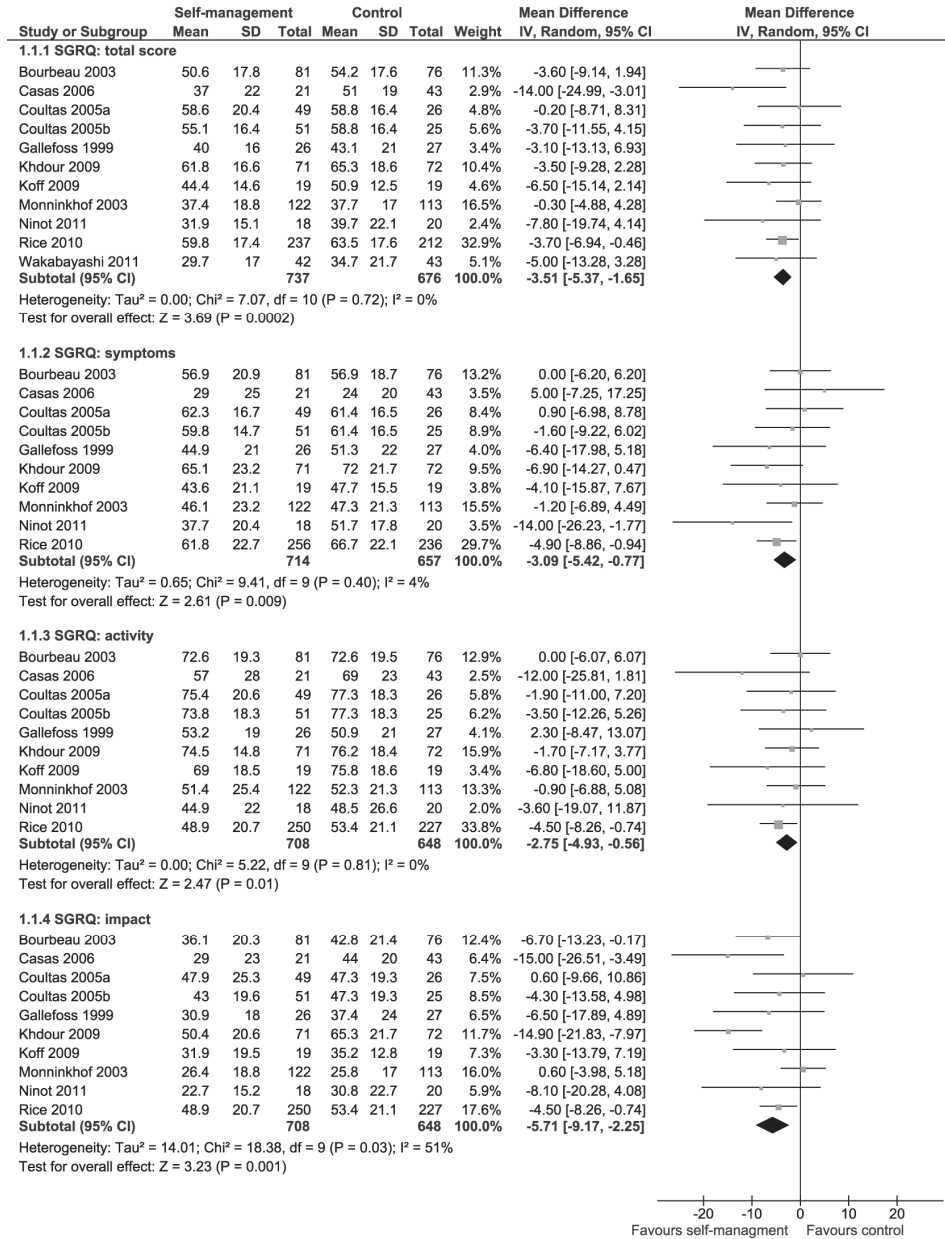 Self-management Control Mean Difference Mean Difference
Study or Subgroup Mean SD Total Mean SD Total Weight IV, Random, 95% CI IV, Random, 95% CI
1.1.1 SGRQ: total score
Bourbeau 2003 50.6 17.8 81 54.2 17.6 76 11.3% -3.60 [-9.14, 1.94]
Casas 2006 37 22 21 51 19 43 2.9% -14.00 [-24.99, -3.01]
Coultas 2005a 58.6 20.4 49 58.8 16.4 26 4.8% -0.20 [-8.71, 8.31]
Coultas 2005b 55.1 16.4 51 58.8 16.4 25 5.6% -3.70 [-11.55, 4.15]
Gallefoss 1999 40 16 26 43.1 21 27 3.4% -3.10 [-13.13, 6.93]
Khdour 2009 61.8 16.6 71 65.3 18.6 72 10.4% -3.50 [-9.28, 2.28]
Koff 2009 44.4 14.6 19 50.9 12.5 19 4.6% -6.50 [-15.14, 2.14]
Monninkhof 2003 37.4 18.8 122 37.7 17 113 16.5% -0.30 [-4.88, 4.28]
Ninot 2011 31.9 15.1 18 39.7 22.1 20 2.4% -7.80 [-19.74, 4.14]
Rice 2010 59.8 17.4 237 63.5 17.6 212 32.9% -3.70 [-6.94, -0.46]
Wakabayashi 2011 29.7 17 42 34.7 21.7 43 5.1% -5.00 [-13.28, 3.28]
Subtotal (95% CI) 737 676 100.0% -3.51 [-5.37, -1.65]
Heterogeneity: Tau² = 0.00; Chi² = 7.07, df = 10 (P = 0.72); I² = 0%
Test for overall effect: Z = 3.69 (P = 0.0002)
1.1.2 SGRQ: symptoms
Bourbeau 2003 56.9 20.9 81 56.9 18.7 76 13.2% 0.00 [-6.20, 6.20]
Casas 2006 29 25 21 24 20 43 3.5% 5.00 [-7.25, 17.25]
Coultas 2005a 62.3 16.7 49 61.4 16.5 26 8.4% 0.90 [-6.98, 8.78]
Coultas 2005b 59.8 14.7 51 61.4 16.5 25 8.9% -1.60 [-9.22, 6.02]
Gallefoss 1999 44.9 21 26 51.3 22 27 4.0% -6.40 [-17.98, 5.18]
Khdour 2009 65.1 23.2 71 72 21.7 72 9.5% -6.90 [-14.27, 0.47]
Koff 2009 43.6 21.1 19 47.7 15.5 19 3.8% -4.10 [-15.87, 7.67]
Monninkhof 2003 46.1 23.2 122 47.3 21.3 113 15.5% -1.20 [-6.89, 4.49]
Ninot 2011 37.7 20.4 18 51.7 17.8 20 3.5% -14.00 [-26.23, -1.77]
Rice 2010 61.8 22.7 256 66.7 22.1 236 29.7% -4.90 [-8.86, -0.94]
Subtotal (95% CI) 714 657 100.0% -3.09 [-5.42, -0.77]
Heterogeneity: Tau² = 0.65; Chi² = 9.41, df = 9 (P = 0.40); I² = 4%
Test for overall effect: Z = 2.61 (P = 0.009)
1.1.3 SGRQ: activity
Bourbeau 2003 72.6 19.3 81 72.6 19.5 76 12.9% 0.00 [-6.07, 6.07]
Casas 2006 57 28 21 69 23 43 2.5% -12.00 [-25.81, 1.81]
Coultas 2005a 75.4 20.6 49 77.3 18.3 26 5.8% -1.90 [-11.00, 7.20]
Coultas 2005b 73.8 18.3 51 77.3 18.3 25 6.2% -3.50 [-12.26, 5.26]
Gallefoss 1999 53.2 19 26 50.9 21 27 4.1% 2.30 [-8.47, 13.07]
Khdour 2009 74.5 14.8 71 76.2 18.4 72 15.9% -1.70 [-7.17, 3.77]
Koff 2009 69 18.5 19 75.8 18.6 19 3.4% -6.80 [-18.60, 5.00]
Monninkhof 2003 51.4 25.4 122 52.3 21.3 113 13.3% -0.90 [-6.88, 5.08]
Ninot 2011 44.9 22 18 48.5 26.6 20 2.0% -3.60 [-19.07, 11.87]
Rice 2010 48.9 20.7 250 53.4 21.1 227 33.8% -4.50 [-8.26, -0.74]
Subtotal (95% CI) 708 648 100.0% -2.75 [-4.93, -0.56]
Heterogeneity: Tau² = 0.00; Chi² = 5.22, df = 9 (P = 0.81); I² = 0%
Test for overall effect: Z = 2.47 (P = 0.01)
1.1.4 SGRQ: impact
Bourbeau 2003 36.1 20.3 81 42.8 21.4 76 12.4% -6.70 [-13.23, -0.17]
Casas 2006 29 23 21 44 20 43 6.4% -15.00 [-26.51, -3.49]
Coultas 2005a 47.9 25.3 49 47.3 19.3 26 7.5% 0.60 [-9.66, 10.86]
Coultas 2005b 43 19.6 51 47.3 19.3 25 8.5% -4.30 [-13.58, 4.98]
Gallefoss 1999 30.9 18 26 37.4 24 27 6.5% -6.50 [-17.89, 4.89]
Khdour 2009 50.4 20.6 71 65.3 21.7 72 11.7% -14.90 [-21.83, -7.97]
Koff 2009 31.9 19.5 19 35.2 12.8 19 7.3% -3.30 [-13.79, 7.19]
Monninkhof 2003 26.4 18.8 122 25.8 17 113 16.0% 0.60 [-3.98, 5.18]
Ninot 2011 22.7 15.2 18 30.8 22.7 20 5.9% -8.10 [-20.28, 4.08]
Rice 2010 48.9 20.7 250 53.4 21.1 227 17.6% -4.50 [-8.26, -0.74]
Subtotal (95% CI) 708 648 100.0% -5.71 [-9.17, -2.25]
Heterogeneity: Tau² = 14.01; Chi² = 18.38, df = 9 (P = 0.03); I² = 51%
Test for overall effect: Z = 3.23 (P = 0.001)
-20 -10 0 10 20
Favours self-managment Favours control